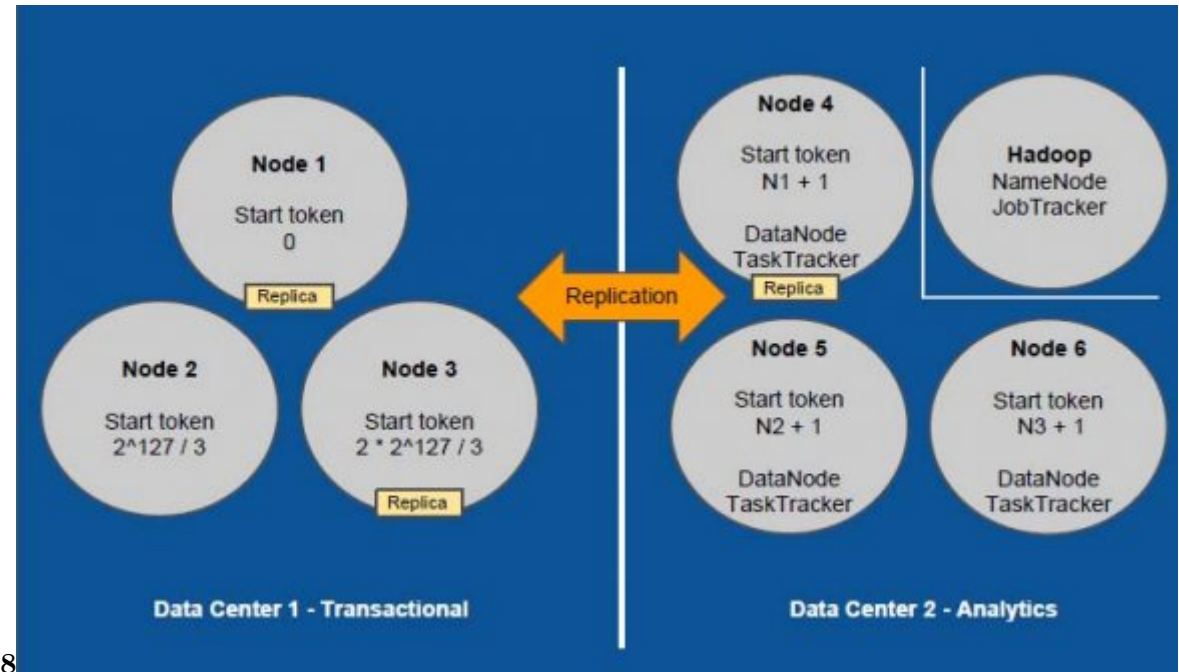 Node 1
Start token
0
Replica
Node 2
Start token
2^127 / 3
Node 3
Start token
2 * 2^127 / 3
Replica
Data Center 1 - Transactional
Replication
Node 4
Start token
N1 + 1
DataNode
TaskTracker
Replica
Hadoop
NameNode
JobTracker
Node 5
Start token
N2 + 1
DataNode
TaskTracker
Node 6
Start token
N3 + 1
DataNode
TaskTracker
Data Center 2 - Analytics
8